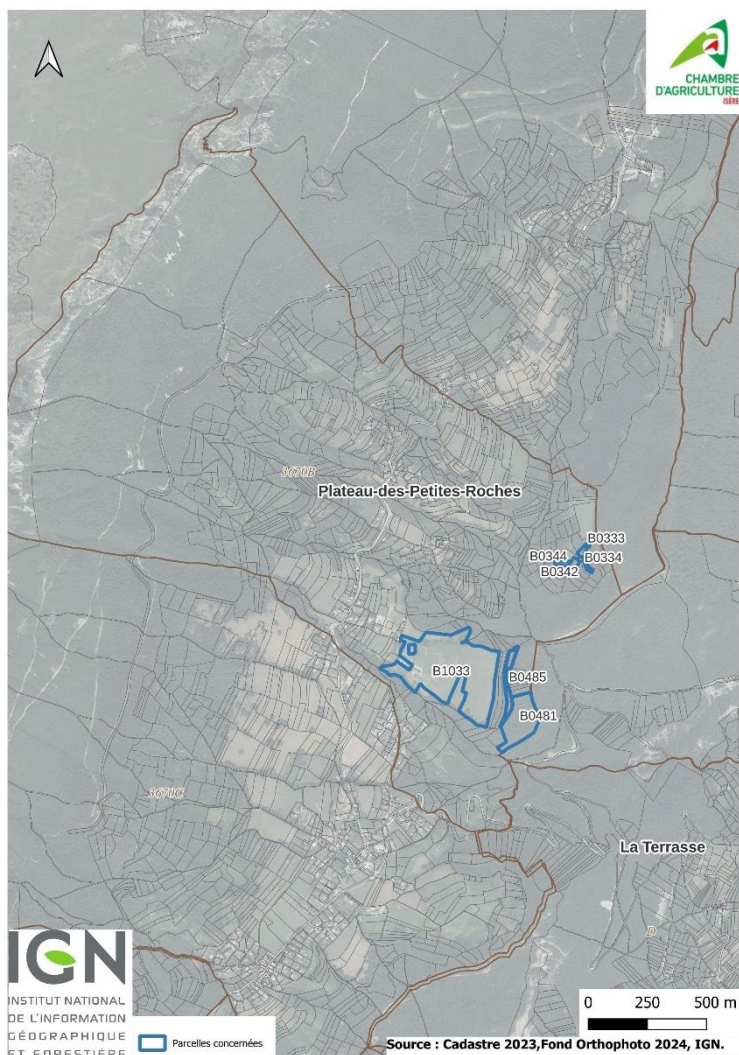 CHAMBRE
D'AGRICULTURE
ISÈRE
3670B
Plateau-des-Petites-Roches
B0333
B0344
B0334
B0342
B1033
B0485
B0481
3670C
La Terrasse
D
IGN
INSTITUT NATIONAL
DE L'INFORMATION
GÉOGRAPHIQUE
ET FORESTIÈRE
Parcelles concernées
0 250 500 m
Source : Cadastre 2023,Fond Orthophoto 2024, IGN.